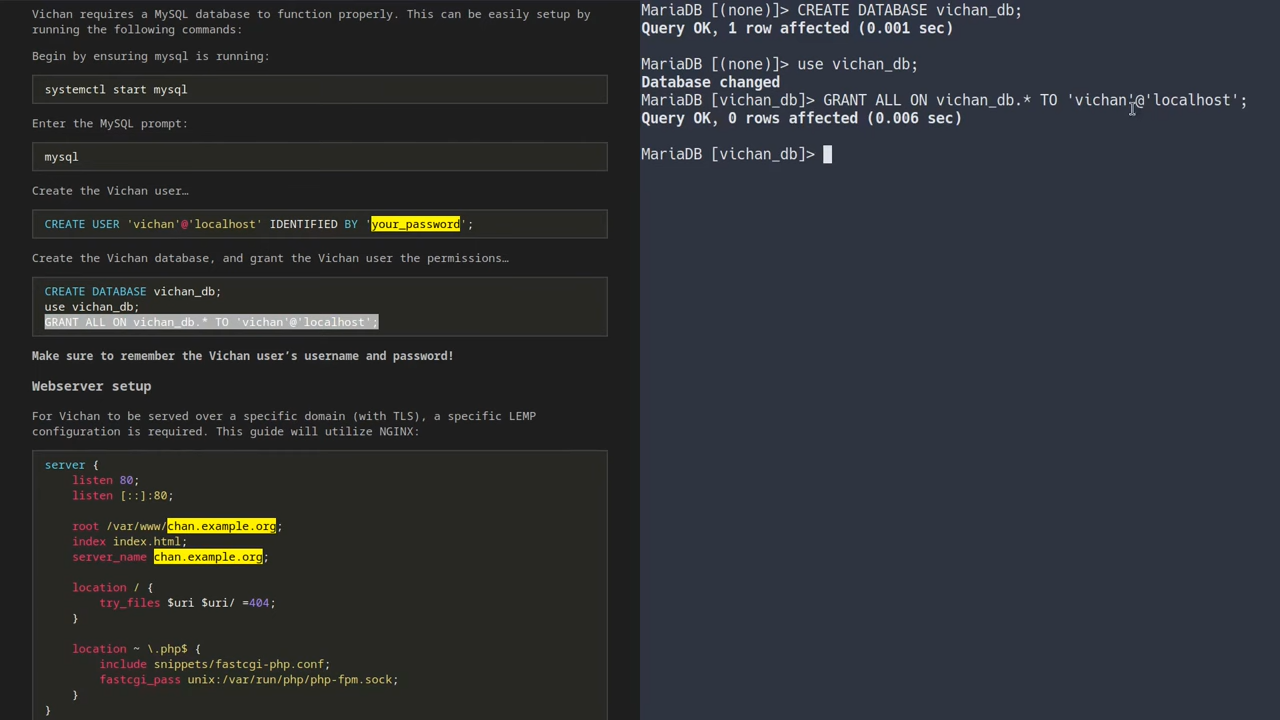 Vichan requires a MySQL database to function properly. This can be easily setup by
running the following commands:
Begin by ensuring mysql is running:
systemctl start mysql
Enter the MySQL prompt:
mysql
Create the Vichan user…
CREATE USER 'vichan'@'localhost' IDENTIFIED BY 'your_password';
Create the Vichan database, and grant the Vichan user the permissions…
CREATE DATABASE vichan_db;
use vichan_db;
GRANT ALL ON vichan_db.* TO 'vichan'@'localhost';
Make sure to remember the Vichan user's username and password!
Webserver setup
For Vichan to be served over a specific domain (with TLS), a specific LEMP
configuration is required. This guide will utilize NGINX:
server {
    listen 80;
    listen [::]:80;
    root /var/www/chan.example.org;
    index index.html;
    server_name chan.example.org;
    location / {
        try_files $uri $uri/ =404;
    }
    location ~ \.php$ {
        include snippets/fastcgi-php.conf;
        fastcgi_pass unix:/var/run/php/php-fpm.sock;
    }
}
MariaDB [(none)]> CREATE DATABASE vichan_db;
Query OK, 1 row affected (0.001 sec)
MariaDB [(none)]> use vichan_db;
Database changed
MariaDB [vichan_db]> GRANT ALL ON vichan_db.* TO 'vichan'@'localhost';
Query OK, 0 rows affected (0.006 sec)
MariaDB [vichan_db]>